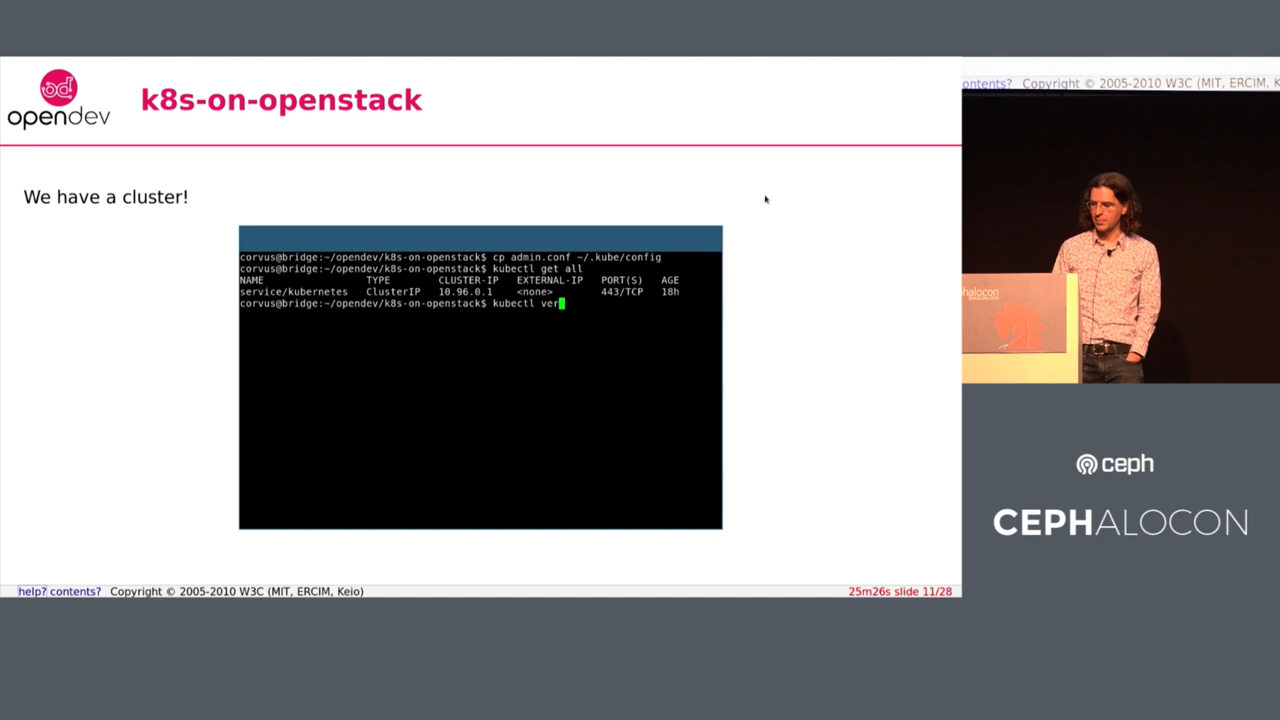 opendev
k8s-on-openstack
We have a cluster!
corvus@bridge:~/opendev/k8s-on-openstack$ cp admin.conf ~/.kube/config
corvus@bridge:~/opendev/k8s-on-openstack$ kubectl get all
NAME TYPE CLUSTER-IP EXTERNAL-IP PORT(S) AGE
service/kubernetes ClusterIP 10.96.0.1 <none> 443/TCP 18h
corvus@bridge:~/opendev/k8s-on-openstack$ kubectl ver
help? contents? Copyright © 2005-2010 W3C (MIT, ERCIM, Keio)
25m26s slide 11/28
ontents? Copyright © 2005-2010 W3C (MIT, ERCIM, K
halocon
ceph
CEPHALOCON